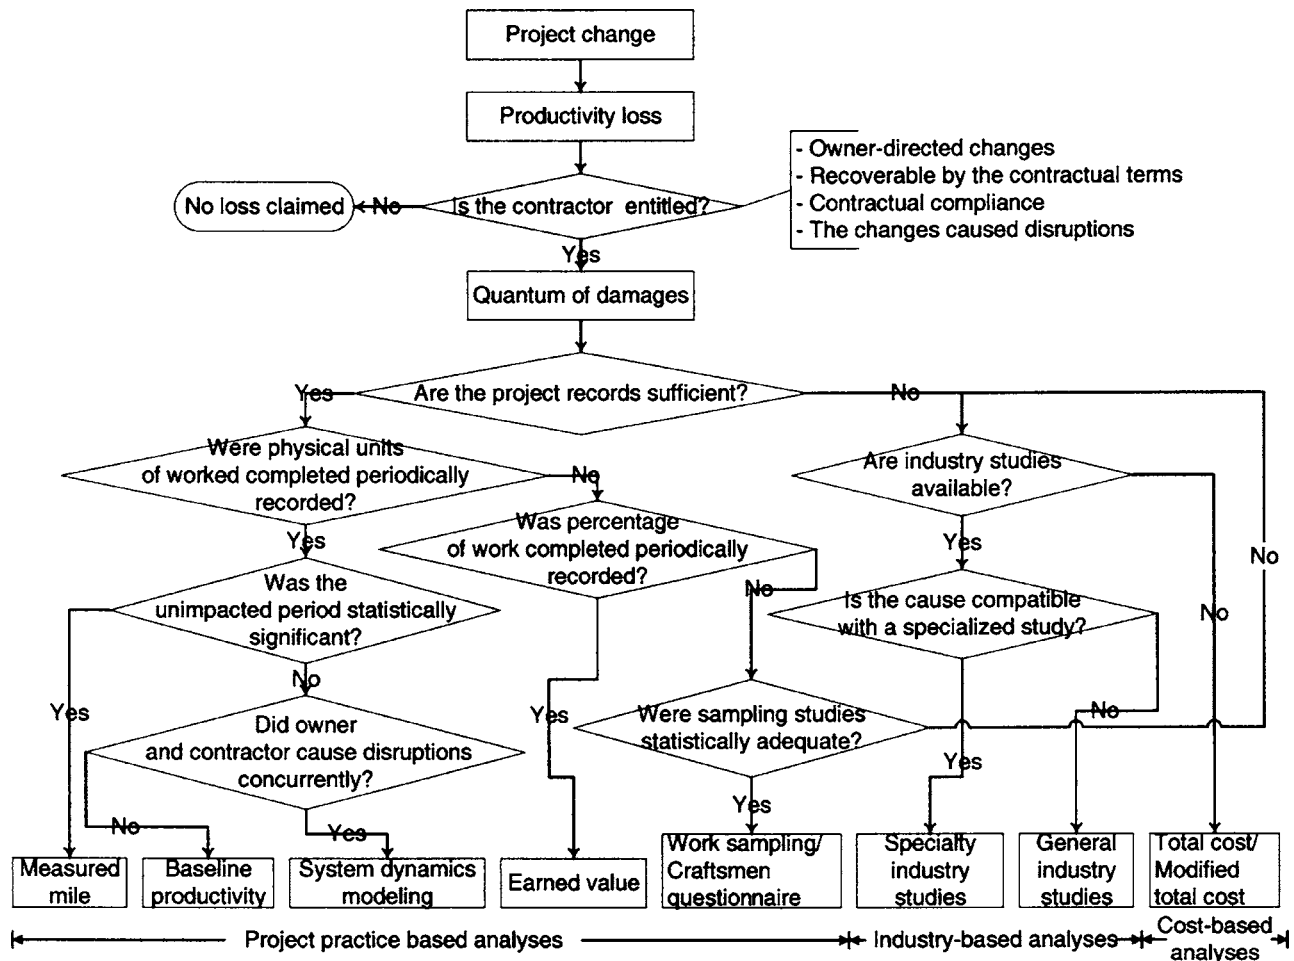 Project change
Productivity loss
- Owner-directed changes
- Recoverable by the contractual terms
- Contractual compliance
- The changes caused disruptions
No loss claimed
No
Is the contractor entitled?
Yes
Quantum of damages
Are the project records sufficient?
Yes
No
Were physical units
of worked completed periodically
recorded?
No
Are industry studies
available?
Was percentage
of work completed periodically
recorded?
Yes
Yes
No
Was the
unimpacted period statistically
significant?
No
Is the cause compatible
with a specialized study?
No
No
Yes
Yes
Were sampling studies
statistically adequate?
No
Did owner
and contractor cause disruptions
concurrently?
Yes
Yes
No
Yes
Measured
mile
Baseline
productivity
System dynamics
modeling
Earned value
Work sampling/
Craftsmen
questionnaire
Specialty
industry
studies
General
industry
studies
Total cost/
Modified
total cost
Project practice based analyses
Industry-based analyses
Cost-based
analyses